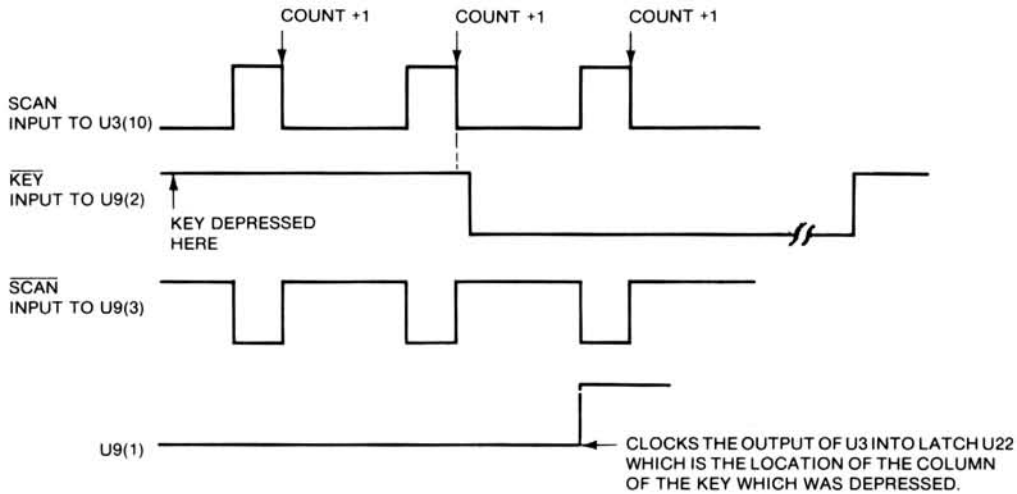 COUNT +1 COUNT +1 COUNT +1
SCAN
INPUT TO U3(10)
KEY
INPUT TO U9(2)
KEY DEPRESSED
HERE
SCAN
INPUT TO U9(3)
U9(1)
CLOCKS THE OUTPUT OF U3 INTO LATCH U22
WHICH IS THE LOCATION OF THE COLUMN
OF THE KEY WHICH WAS DEPRESSED.